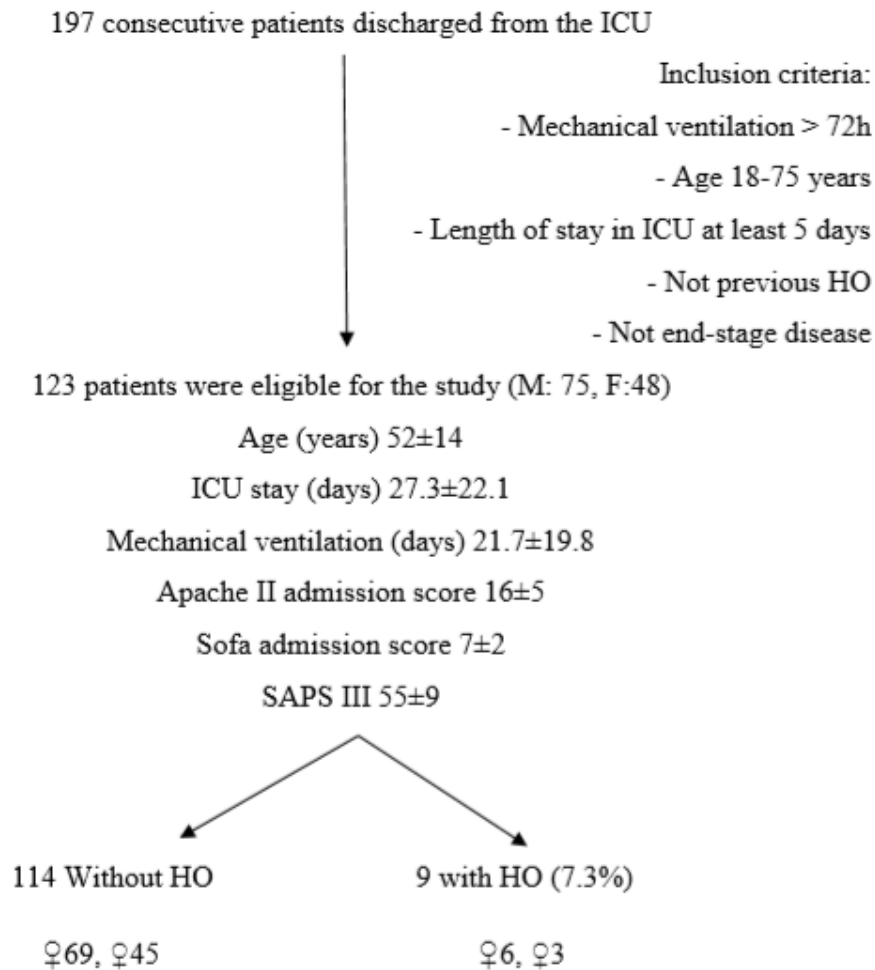 197 consecutive patients discharged from the ICU
Inclusion criteria:
- Mechanical ventilation > 72h
- Age 18-75 years
- Length of stay in ICU at least 5 days
- Not previous HO
- Not end-stage disease
123 patients were eligible for the study (M: 75, F:48)
Age (years) 52±14
ICU stay (days) 27.3±22.1
Mechanical ventilation (days) 21.7±19.8
Apache II admission score 16±5
Sofa admission score 7±2
SAPS III 55±9
114 Without HO
9 with HO (7.3%)
♀69, ♀45
♀6, ♀3